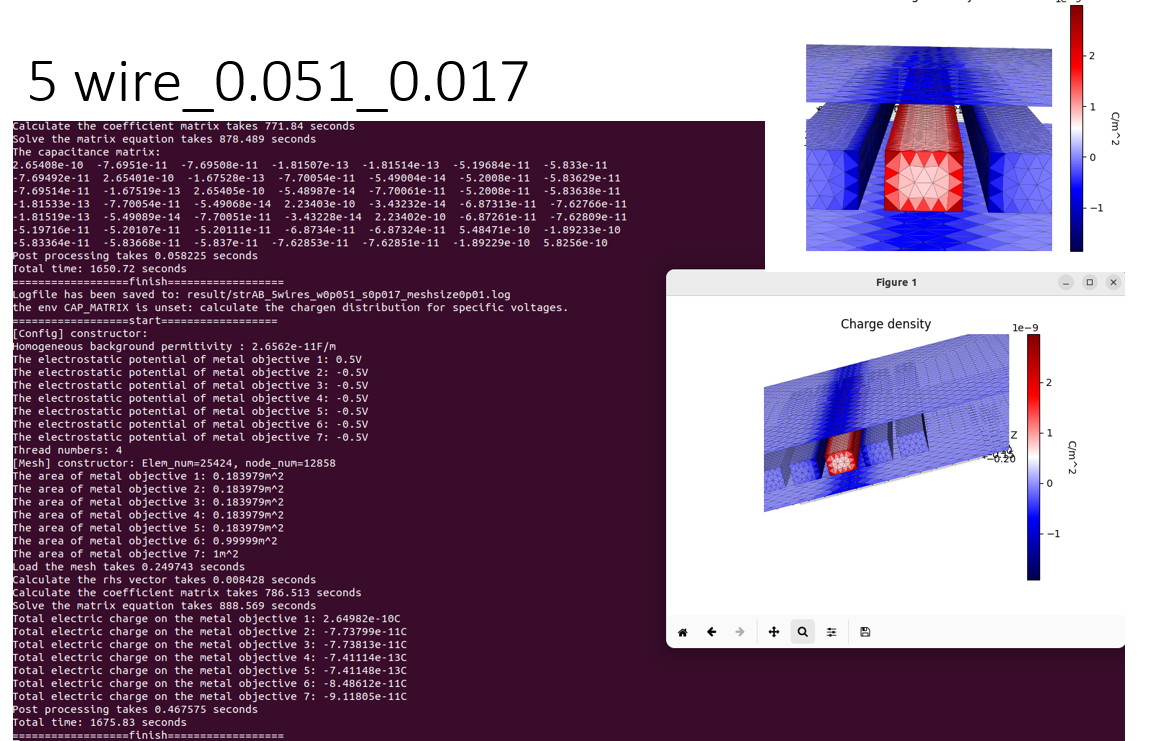 5 wire_0.051_0.017
Calculate the coefficient matrix takes 771.84 seconds
Solve the matrix equation takes 878.489 seconds
The capacitance matrix:
2.65408e-10 -7.6951e-11 -7.69508e-11 -1.81507e-13 -1.81514e-13 -5.19684e-11 -5.833e-11
-7.69492e-11 2.65401e-10 -1.67528e-13 -7.70054e-11 -5.49004e-14 -5.2008e-11 -5.83629e-11
-7.69514e-11 -1.67519e-13 2.65405e-10 -5.48987e-14 -7.70061e-11 -5.2008e-11 -5.83638e-11
-1.81533e-13 -7.70054e-11 -5.49068e-14 2.23403e-10 -3.43232e-14 -6.87313e-11 -7.62766e-11
-1.81519e-13 -5.49089e-14 -7.70051e-11 -3.43228e-14 2.23402e-10 -6.87261e-11 -7.62809e-11
-5.19716e-11 -5.20107e-11 -5.20111e-11 -6.8734e-11 -6.87324e-11 5.48471e-10 -1.89233e-10
-5.83364e-11 -5.83668e-11 -5.837e-11 -7.62853e-11 -7.62851e-11 -1.89229e-10 5.8256e-10
Post processing takes 0.058225 seconds
Total time: 1650.72 seconds
==================finish==================
Logfile has been saved to: result/strAB_5wires_w0p051_s0p017_meshsize0p01.log
the env CAP_MATRIX is unset: calculate the chargen distribution for specific voltages.
==================start==================
[Config] constructor:
Homogeneous background permitivity : 2.6562e-11F/m
The electrostatic potential of metal objective 1: 0.5V
The electrostatic potential of metal objective 2: -0.5V
The electrostatic potential of metal objective 3: -0.5V
The electrostatic potential of metal objective 4: -0.5V
The electrostatic potential of metal objective 5: -0.5V
The electrostatic potential of metal objective 6: -0.5V
The electrostatic potential of metal objective 7: -0.5V
Thread numbers: 4
[Mesh] constructor: Elem_num=25424, node_num=12858
The area of metal objective 1: 0.183979m^2
The area of metal objective 2: 0.183979m^2
The area of metal objective 3: 0.183979m^2
The area of metal objective 4: 0.183979m^2
The area of metal objective 5: 0.183979m^2
The area of metal objective 6: 0.99999m^2
The area of metal objective 7: 1m^2
Load the mesh takes 0.249743 seconds
Calculate the rhs vector takes 0.008428 seconds
Calculate the coefficient matrix takes 786.513 seconds
Solve the matrix equation takes 888.569 seconds
Total electric charge on the metal objective 1: 2.64982e-10C
Total electric charge on the metal objective 2: -7.73799e-11C
Total electric charge on the metal objective 3: -7.73813e-11C
Total electric charge on the metal objective 4: -7.41114e-13C
Total electric charge on the metal objective 5: -7.41148e-13C
Total electric charge on the metal objective 6: -8.48612e-11C
Total electric charge on the metal objective 7: -9.11805e-11C
Post processing takes 0.467575 seconds
Total time: 1675.83 seconds
==================finish==================
2
1
0
−1
C/m^2
Figure 1
Charge density
1e−9
2
1
0
−1
C/m^2
Z
−0.20